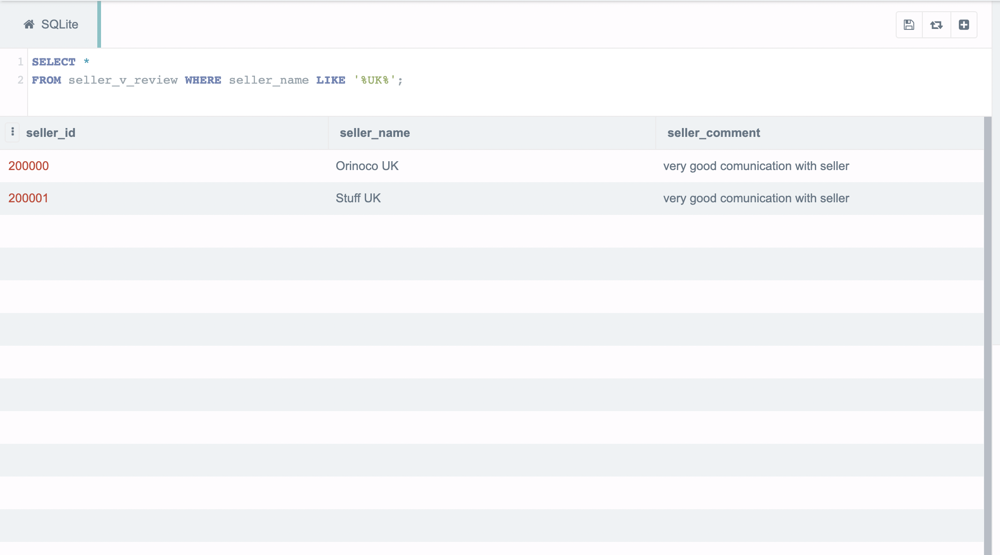 SQLite
1 SELECT *
2 FROM seller_v_review WHERE seller_name LIKE '%UK%';
seller_id seller_name seller_comment
200000 Orinoco UK very good comunication with seller
200001 Stuff UK very good comunication with seller